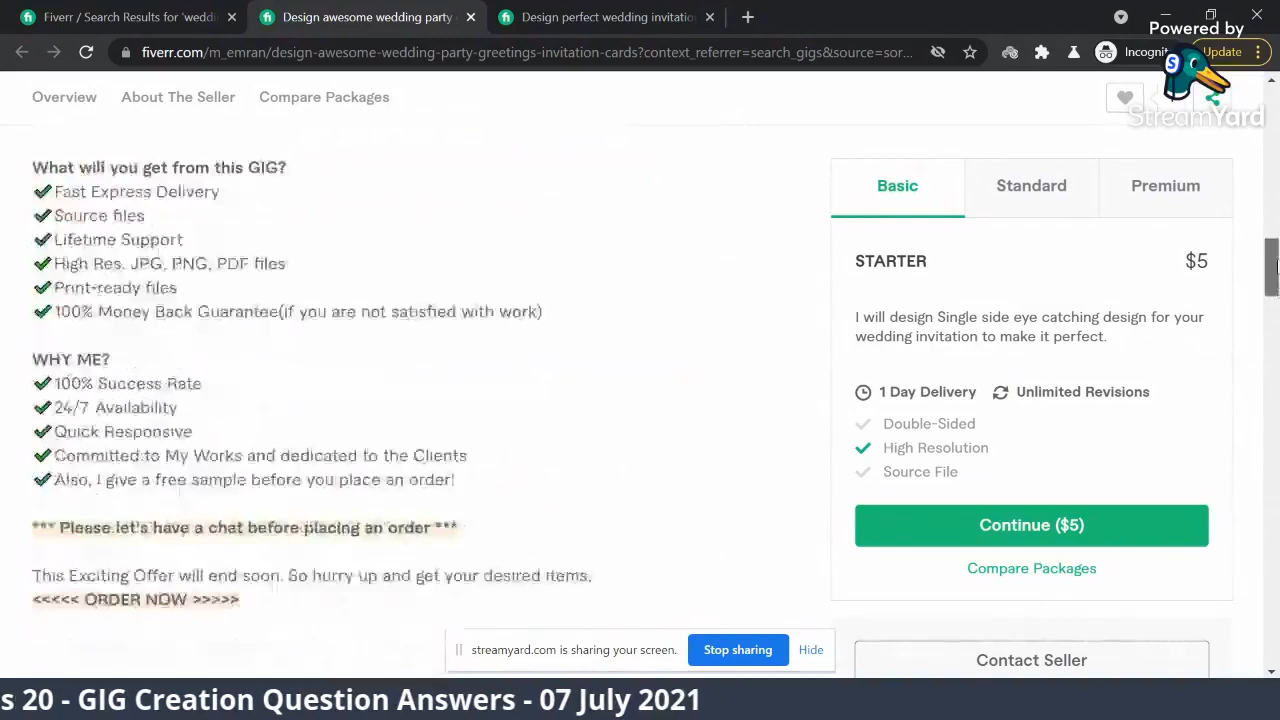 Fiverr / Search Results for 'weddi
Design awesome wedding party
Design perfect wedding invitatio
Powered by
fiverr.com/m_emran/design-awesome-wedding-party-greetings-invitation-cards?context_referrer=search_gigs&source=sor...
Incognit
Update
StreamYard
Overview
About The Seller
Compare Packages
What will you get from this GIG?
Fast Express Delivery
Source files
Lifetime Support
High Res. JPG, PNG, PDF files
Print-ready files
100% Money Back Guarantee(if you are not satisfied with work)
WHY ME?
100% Success Rate
24/7 Availability
Quick Responsive
Committed to My Works and dedicated to the Clients
Also, I give a free sample before you place an order!
*** Please let's have a chat before placing an order ***
This Exciting Offer will end soon. So hurry up and get your desired items.
<<<<< ORDER NOW >>>>>
Basic
Standard
Premium
STARTER
$5
I will design Single side eye catching design for your
wedding invitation to make it perfect.
1 Day Delivery
Unlimited Revisions
Double-Sided
High Resolution
Source File
Continue ($5)
Compare Packages
Contact Seller
streamyard.com is sharing your screen.
Stop sharing
Hide
s 20 - GIG Creation Question Answers - 07 July 2021